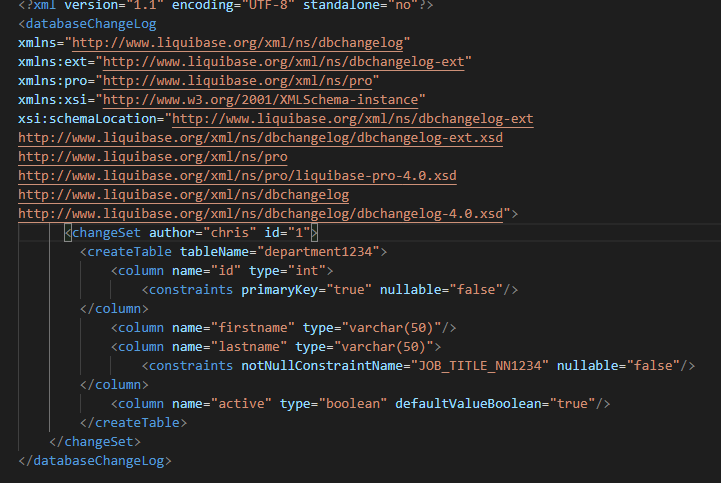 <?xml version="1.1" encoding="UTF-8" standalone="no"?>
<databaseChangeLog
xmlns="http://www.liquibase.org/xml/ns/dbchangelog"
xmlns:ext="http://www.liquibase.org/xml/ns/dbchangelog-ext"
xmlns:pro="http://www.liquibase.org/xml/ns/pro"
xmlns:xsi="http://www.w3.org/2001/XMLSchema-instance"
xsi:schemaLocation="http://www.liquibase.org/xml/ns/dbchangelog-ext
http://www.liquibase.org/xml/ns/dbchangelog/dbchangelog-ext.xsd
http://www.liquibase.org/xml/ns/pro
http://www.liquibase.org/xml/ns/pro/liquibase-pro-4.0.xsd
http://www.liquibase.org/xml/ns/dbchangelog
http://www.liquibase.org/xml/ns/dbchangelog/dbchangelog-4.0.xsd">
<changeSet author="chris" id="1">
<createTable tableName="department1234">
<column name="id" type="int">
<constraints primaryKey="true" nullable="false"/>
</column>
<column name="firstname" type="varchar(50)"/>
<column name="lastname" type="varchar(50)">
<constraints notNullConstraintName="JOB_TITLE_NN1234" nullable="false"/>
</column>
<column name="active" type="boolean" defaultValueBoolean="true"/>
</createTable>
</changeSet>
</databaseChangeLog>